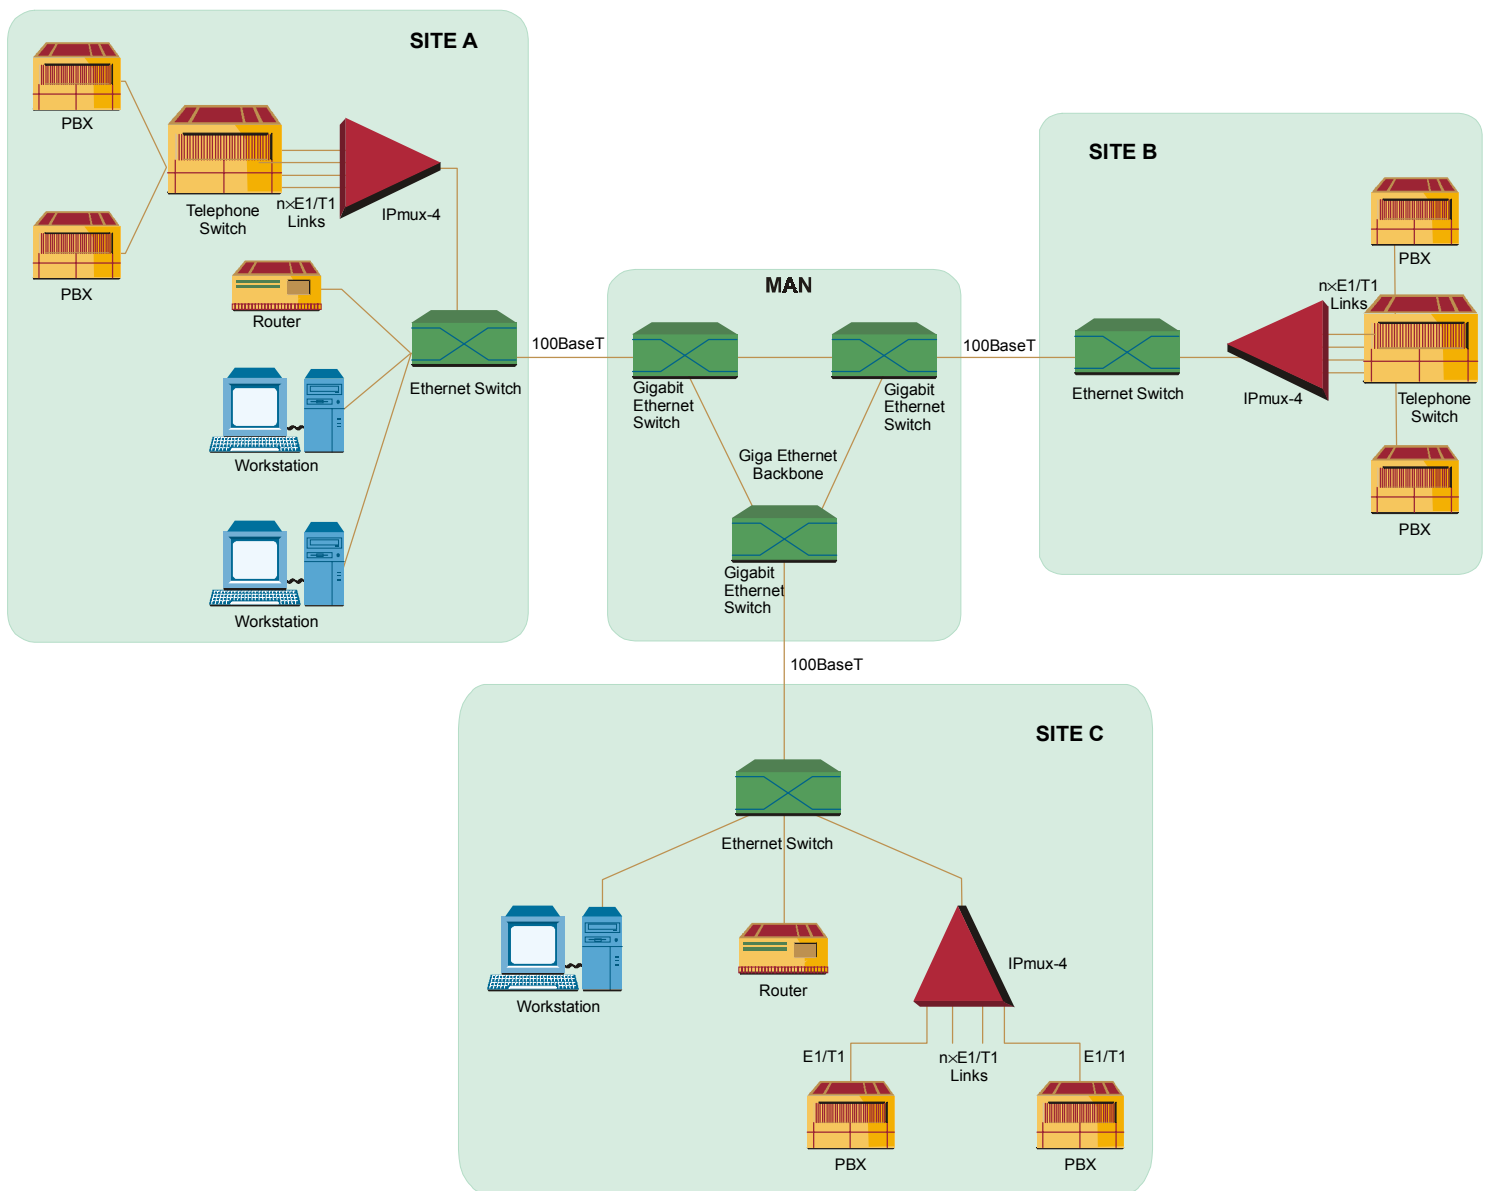 SITE A
PBX
Telephone
Switch
n×E1/T1
Links
IPmux-4
PBX
Router
Ethernet Switch
Workstation
Workstation
100BaseT
MAN
Gigabit
Ethernet
Switch
Gigabit
Ethernet
Switch
Giga Ethernet
Backbone
Gigabit
Ethernet
Switch
100BaseT
SITE B
PBX
n×E1/T1
Links
Ethernet Switch
IPmux-4
Telephone
Switch
PBX
100BaseT
SITE C
Ethernet Switch
Workstation
Router
IPmux-4
E1/T1
n×E1/T1
Links
E1/T1
PBX
PBX